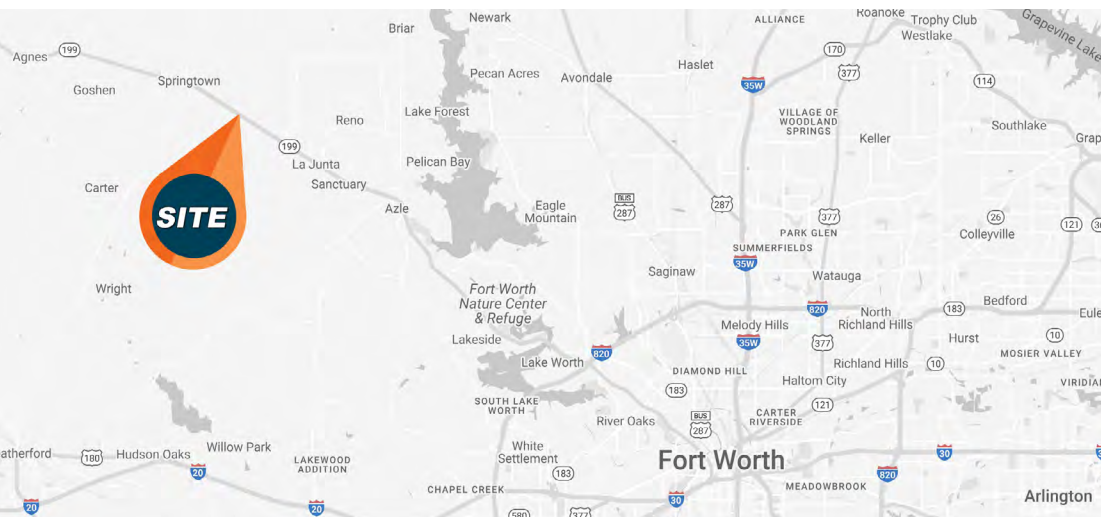 Newark
Roanoke
Trophy Club
ALLIANCE
Grapevine Lake
Briar
Westlake
199
170
Agnes
Haslet
377
Pecan Acres
Avondale
Springtown
35W
114
Goshen
Lake Forest
VILLAGE OF
WOODLAND
SPRINGS
Reno
Southlake
Keller
Grap
199
La Junta
Pelican Bay
Carter
Sanctuary
BUS
287
287
Azle
Eagle
Mountain
377
26
121
SITE
PARK GLEN
Colleyville
SUMMERFIELDS
35W
Saginaw
Watauga
Wright
Fort Worth
Nature Center
& Refuge
820
183
Bedford
North
Richland Hills
Eule
Melody Hills
Lakeside
35W
377
Hurst
10
820
MOSIER VALLEY
Lake Worth
Richland Hills
10
DIAMOND HILL
Haltom City
183
VIRIDIA
SOUTH LAKE
WORTH
121
CARTER
RIVERSIDE
River Oaks
BUS
287
White
Settlement
Willow Park
atherford
180
Hudson Oaks
LAKEWOOD
ADDITION
Fort Worth
30
20
183
820
CHAPEL CREEK
MEADOWBROOK
30
Arlington
20
20
580
377